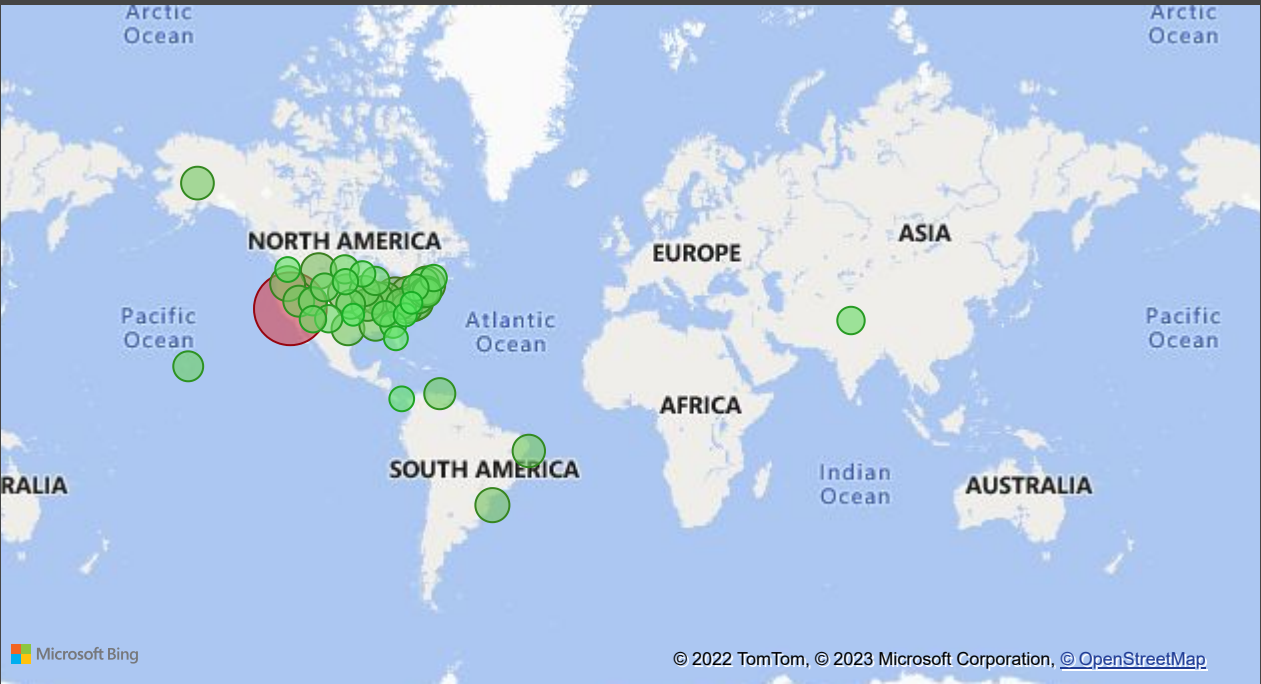 Arctic
Ocean
Arctic
Ocean
NORTH AMERICA
EUROPE
ASIA
Pacific
Ocean
Atlantic
Ocean
Pacific
Ocean
AFRICA
SOUTH AMERICA
Indian
Ocean
RALIA
AUSTRALIA
Microsoft Bing
© 2022 TomTom, © 2023 Microsoft Corporation, © OpenStreetMap